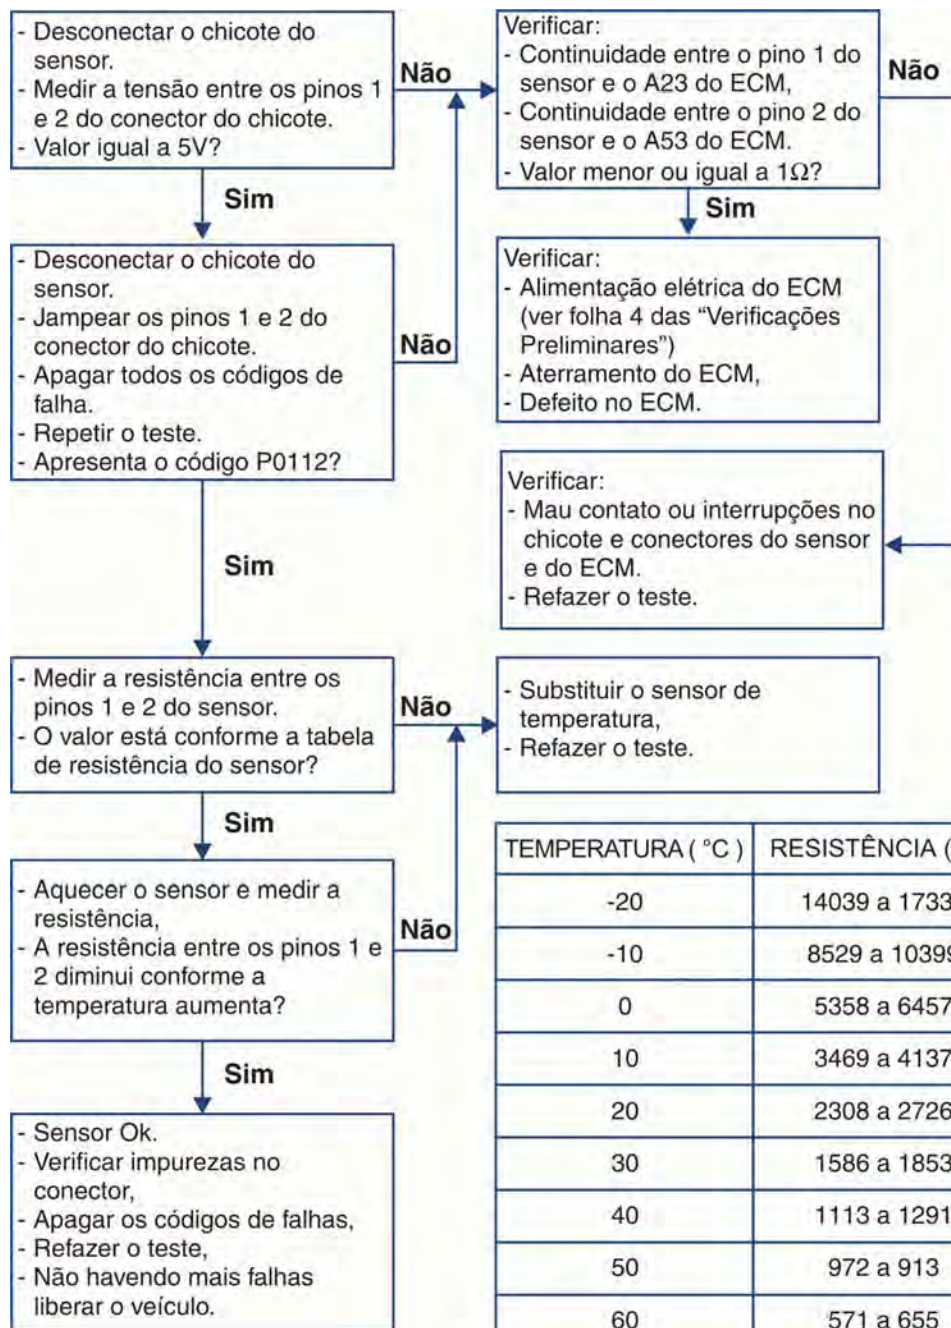 - Desconectar o chicote do
sensor.
- Medir a tensão entre os pinos 1
e 2 do conector do chicote.
- Valor igual a 5V?
Não
Verificar:
- Continuidade entre o pino 1 do
sensor e o A23 do ECM,
- Continuidade entre o pino 2 do
sensor e o A53 do ECM.
- Valor menor ou igual a 1Ω?
Não
Sim
Sim
- Desconectar o chicote do
sensor.
- Jampear os pinos 1 e 2 do
conector do chicote.
- Apagar todos os códigos de
falha.
- Repetir o teste.
- Apresenta o código P0112?
Não
Verificar:
- Alimentação elétrica do ECM
(ver folha 4 das “Verificações
Preliminares”)
- Aterramento do ECM,
- Defeito no ECM.
Verificar:
- Mau contato ou interrupções no
chicote e conectores do sensor
e do ECM.
- Refazer o teste.
Sim
- Medir a resistência entre os
pinos 1 e 2 do sensor.
- O valor está conforme a tabela
de resistência do sensor?
Não
- Substituir o sensor de
temperatura,
- Refazer o teste.
Sim
- Aquecer o sensor e medir a
resistência,
- A resistência entre os pinos 1 e
2 diminui conforme a
temperatura aumenta?
Não
Sim
- Sensor Ok.
- Verificar impurezas no
conector,
- Apagar os códigos de falhas,
- Refazer o teste,
- Não havendo mais falhas
liberar o veículo.
TEMPERATURA ( °C ) RESISTÊNCIA (
-20 14039 a 1733
-10 8529 a 10399
0 5358 a 6457
10 3469 a 4137
20 2308 a 2726
30 1586 a 1853
40 1113 a 1291
50 972 a 913
60 571 a 655